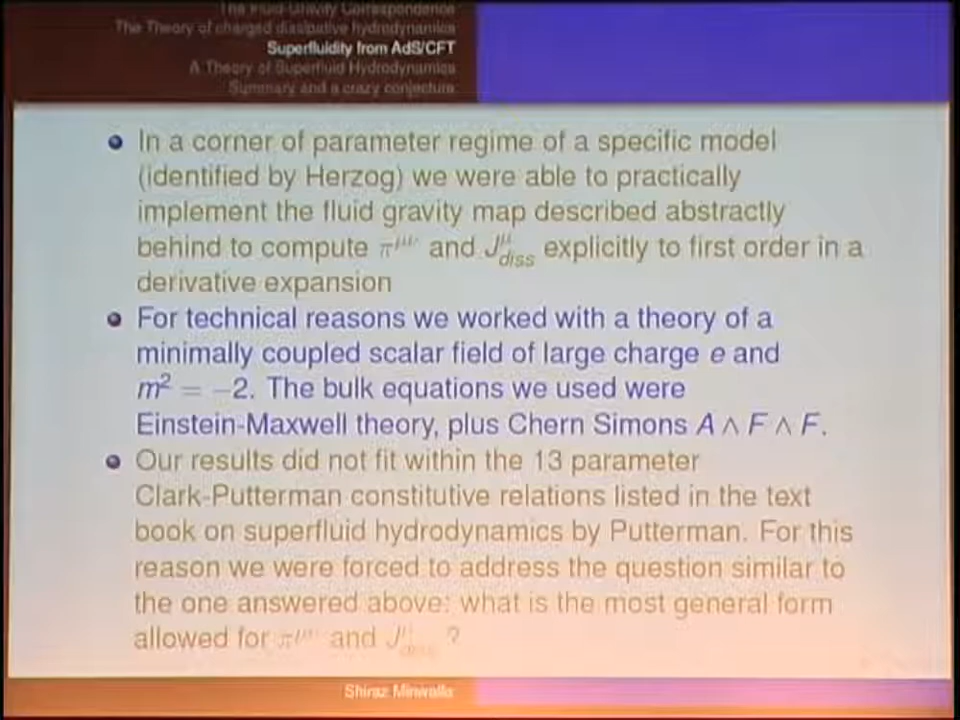 The Fluid-Gravity Correspondence
The Theory of charged dissipative hydrodynamics
Superfluidity from AdS/CFT
A Theory of Superfluid Hydrodynamics
Summary and a crazy conjecture
• In a corner of parameter regime of a specific model
(identified by Herzog) we were able to practically
implement the fluid gravity map described abstractly
behind to compute π^{μν} and J^μ_{diss} explicitly to first order in a
derivative expansion
• For technical reasons we worked with a theory of a
minimally coupled scalar field of large charge e and
m² = −2. The bulk equations we used were
Einstein-Maxwell theory, plus Chern Simons A ∧ F ∧ F.
• Our results did not fit within the 13 parameter
Clark-Putterman constitutive relations listed in the text
book on superfluid hydrodynamics by Putterman. For this
reason we were forced to address the question similar to
the one answered above: what is the most general form
allowed for π^{μν} and J^μ_{diss} ?
Shiraz Minwalla